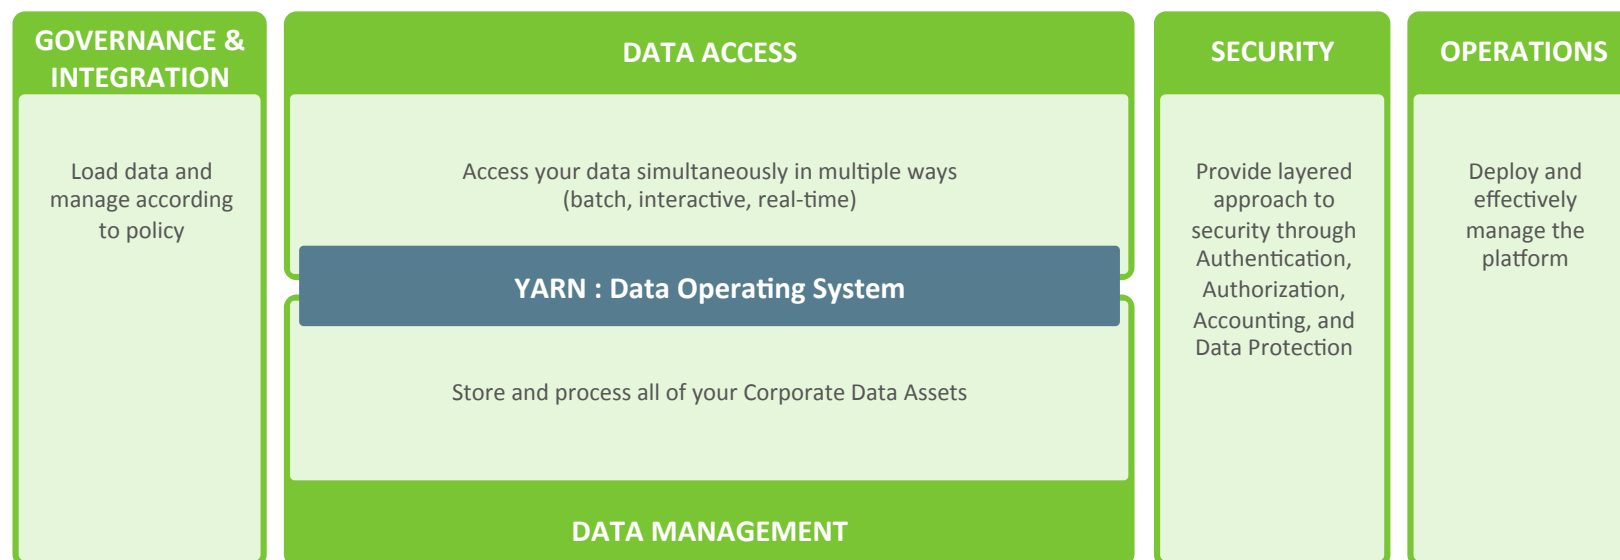 GOVERNANCE &
INTEGRATION
Load data and
manage according
to policy
DATA ACCESS
Access your data simultaneously in multiple ways
(batch, interactive, real-time)
YARN : Data Operating System
Store and process all of your Corporate Data Assets
DATA MANAGEMENT
SECURITY
Provide layered
approach to
security through
Authentication,
Authorization,
Accounting, and
Data Protection
OPERATIONS
Deploy and
effectively
manage the
platform